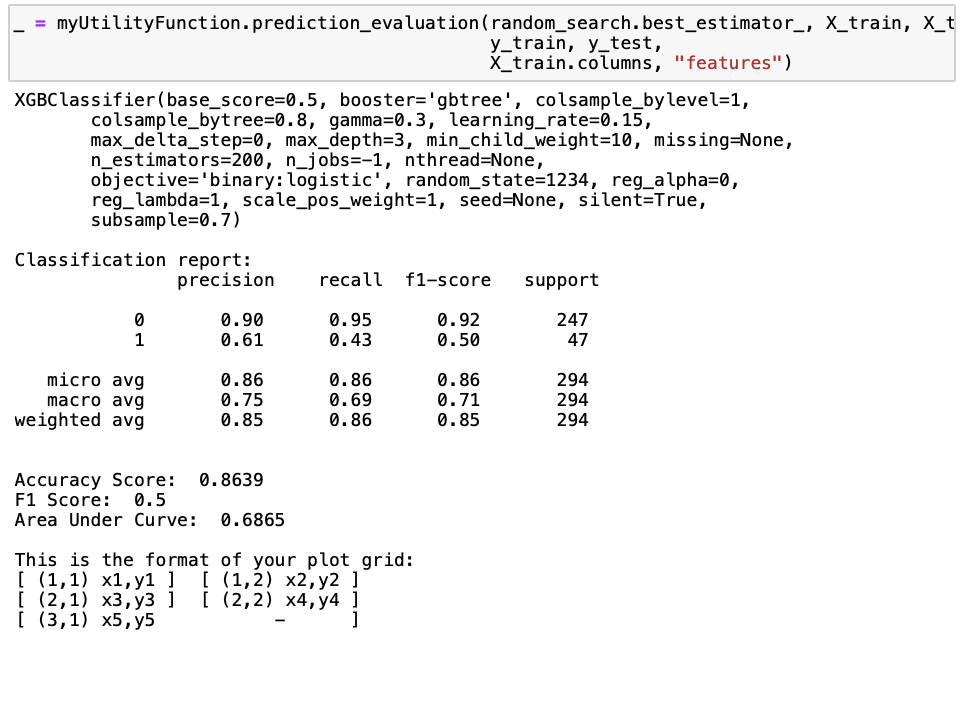 _ = myUtilityFunction.prediction_evaluation(random_search.best_estimator_, X_train, X_t
y_train, y_test,
X_train.columns, "features")
XGBClassifier(base_score=0.5, booster='gbtree', colsample_bylevel=1,
colsample_bytree=0.8, gamma=0.3, learning_rate=0.15,
max_delta_step=0, max_depth=3, min_child_weight=10, missing=None,
n_estimators=200, n_jobs=-1, nthread=None,
objective='binary:logistic', random_state=1234, reg_alpha=0,
reg_lambda=1, scale_pos_weight=1, seed=None, silent=True,
subsample=0.7)
Classification report:
precision recall f1-score support
0 0.90 0.95 0.92 247
1 0.61 0.43 0.50 47
micro avg 0.86 0.86 0.86 294
macro avg 0.75 0.69 0.71 294
weighted avg 0.85 0.86 0.85 294
Accuracy Score: 0.8639
F1 Score: 0.5
Area Under Curve: 0.6865
This is the format of your plot grid:
[ (1,1) x1,y1 ] [ (1,2) x2,y2 ]
[ (2,1) x3,y3 ] [ (2,2) x4,y4 ]
[ (3,1) x5,y5 - ]